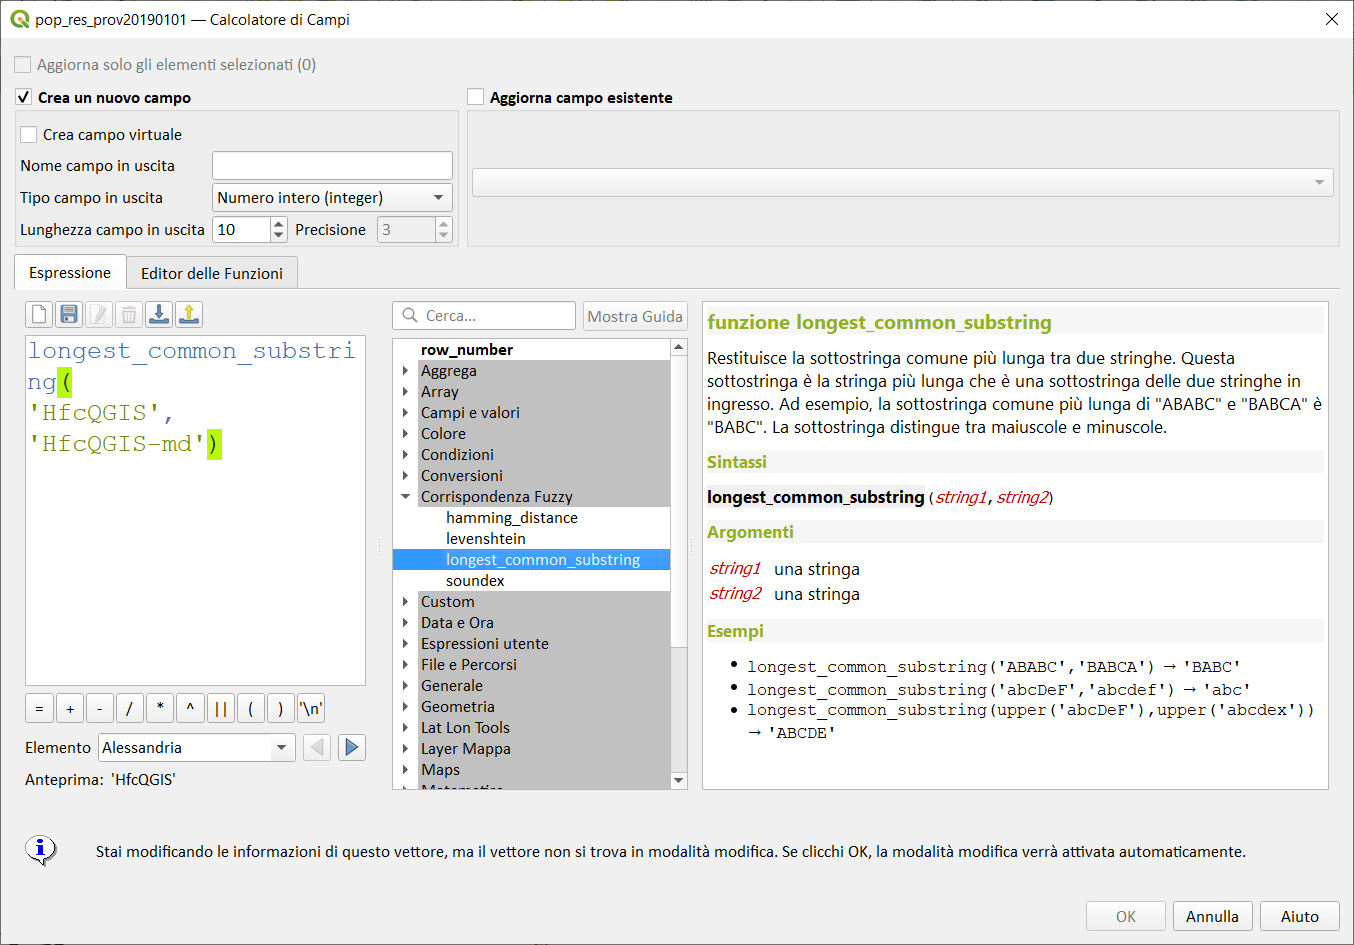 pop_res_prov20190101 — Calcolatore di Campi
Aggiorna solo gli elementi selezionati (0)
Crea un nuovo campo
Aggiorna campo esistente
Crea campo virtuale
Nome campo in uscita
Tipo campo in uscita Numero intero (integer)
Lunghezza campo in uscita 10 Precisione 3
Espressione Editor delle Funzioni
longest_common_substri
ng(
'HfcQGIS',
'HfcQGIS-md')
= + - / * ^ || ( ) '\n'
Elemento Alessandria
Anteprima: 'HfcQGIS'
Cerca... Mostra Guida
row_number
Aggrega
Array
Campi e valori
Colore
Condizioni
Conversioni
Corrispondenza Fuzzy
hamming_distance
levenshtein
longest_common_substring
soundex
Custom
Data e Ora
Espressioni utente
File e Percorsi
Generale
Geometria
Lat Lon Tools
Layer Mappa
Maps
Matematica
funzione longest_common_substring
Restituisce la sottostringa comune più lunga tra due stringhe. Questa
sottostringa è la stringa più lunga che è una sottostringa delle due stringhe in
ingresso. Ad esempio, la sottostringa comune più lunga di "ABABC" e "BABCA" è
"BABC". La sottostringa distingue tra maiuscole e minuscole.
Sintassi
longest_common_substring(string1, string2)
Argomenti
string1 una stringa
string2 una stringa
Esempi
• longest_common_substring('ABABC','BABCA') → 'BABC'
• longest_common_substring('abcDeF','abcdef') → 'abc'
• longest_common_substring(upper('abcDeF'),upper('abcdex'))
→ 'ABCDE'
Stai modificando le informazioni di questo vettore, ma il vettore non si trova in modalità modifica. Se clicchi OK, la modalità modifica verrà attivata automaticamente.
OK Annulla Aiuto